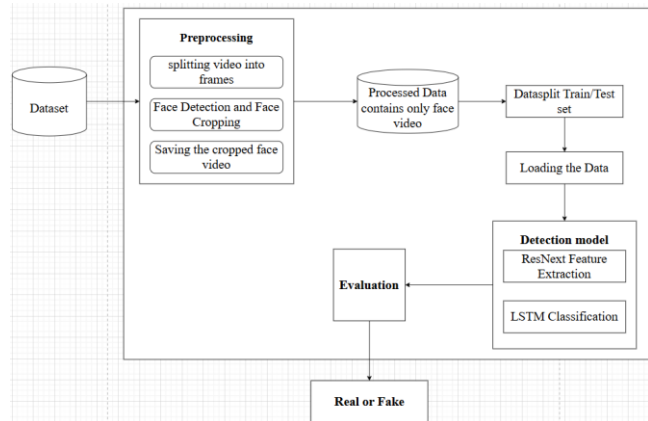 Preprocessing
splitting video into
frames
Face Detection and Face
Cropping
Saving the cropped face
video
Dataset
Processed Data
contains only face
video
Datasplit Train/Test
set
Loading the Data
Detection model
ResNext Feature
Extraction
LSTM Classification
Evaluation
Real or Fake